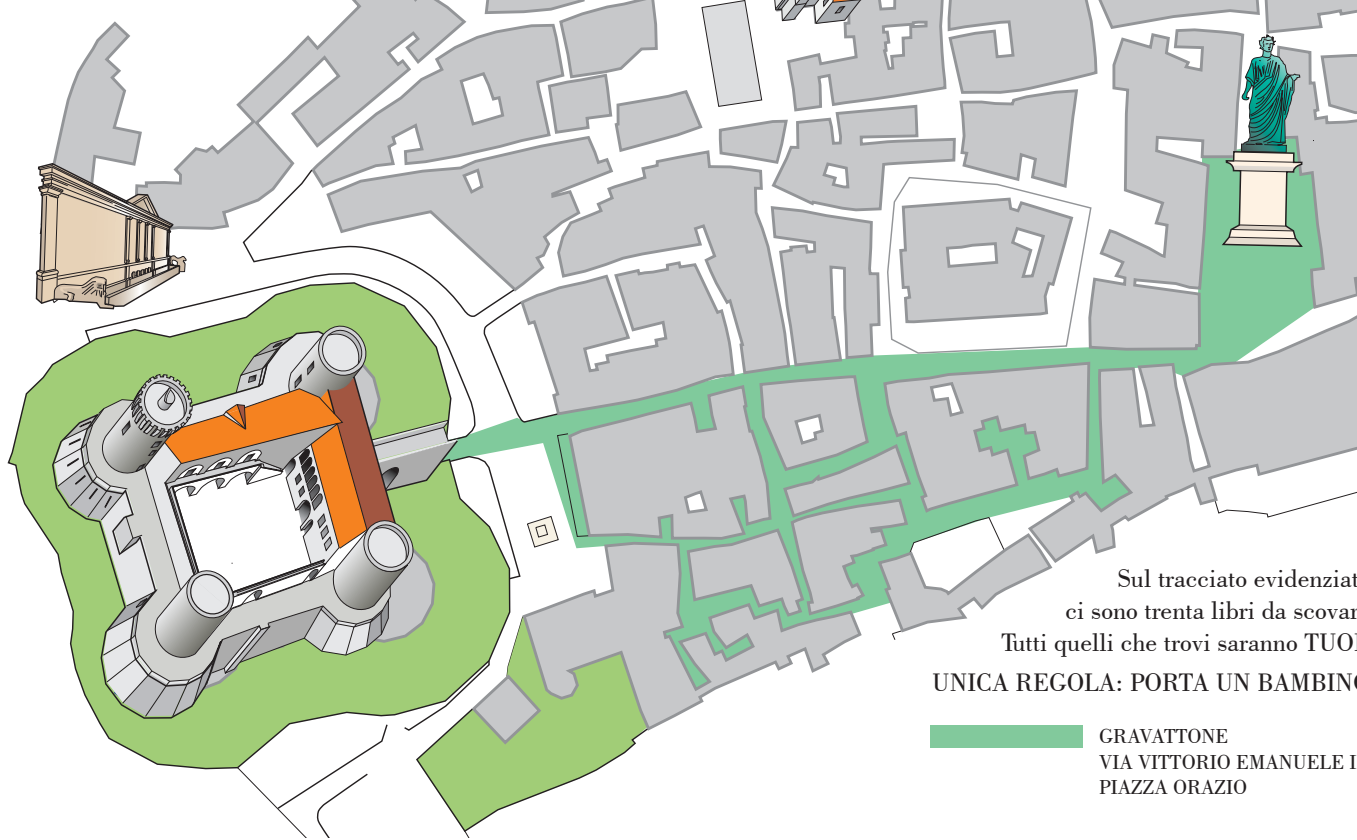 Sul tracciato evidenziat
ci sono trenta libri da scovar
Tutti quelli che trovi saranno TUO
UNICA REGOLA: PORTA UN BAMBINO
GRAVATTONE
VIA VITTORIO EMANUELE I
PIAZZA ORAZIO